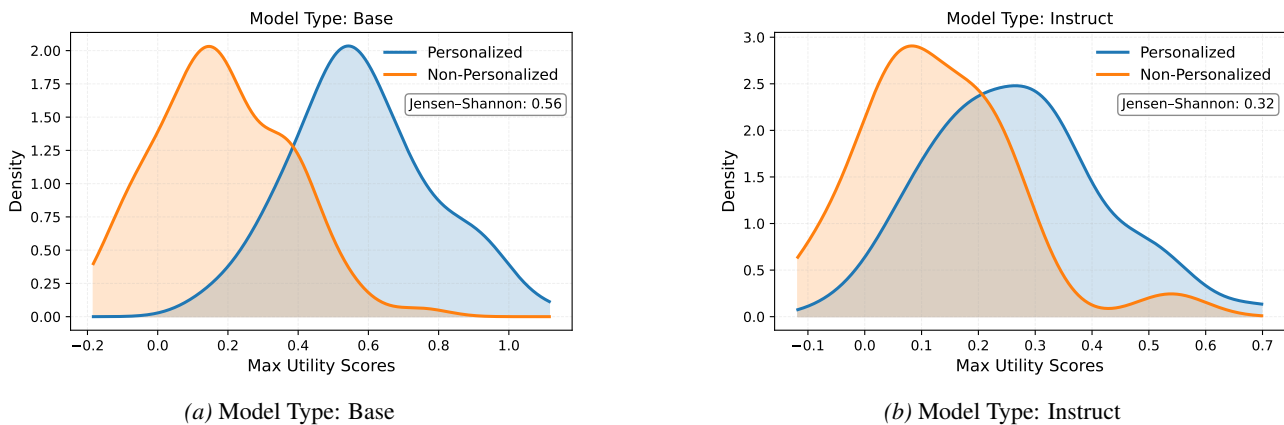 Model Type: Base
2.00
1.75
1.50
1.25
1.00
0.75
0.50
0.25
0.00
Density
−0.2
0.0
0.2
0.4
0.6
0.8
1.0
Max Utility Scores
Personalized
Non-Personalized
Jensen–Shannon: 0.56
(a) Model Type: Base
Model Type: Instruct
3.0
2.5
2.0
1.5
1.0
0.5
0.0
Density
−0.1
0.0
0.1
0.2
0.3
0.4
0.5
0.6
0.7
Max Utility Scores
Personalized
Non-Personalized
Jensen–Shannon: 0.32
(b) Model Type: Instruct